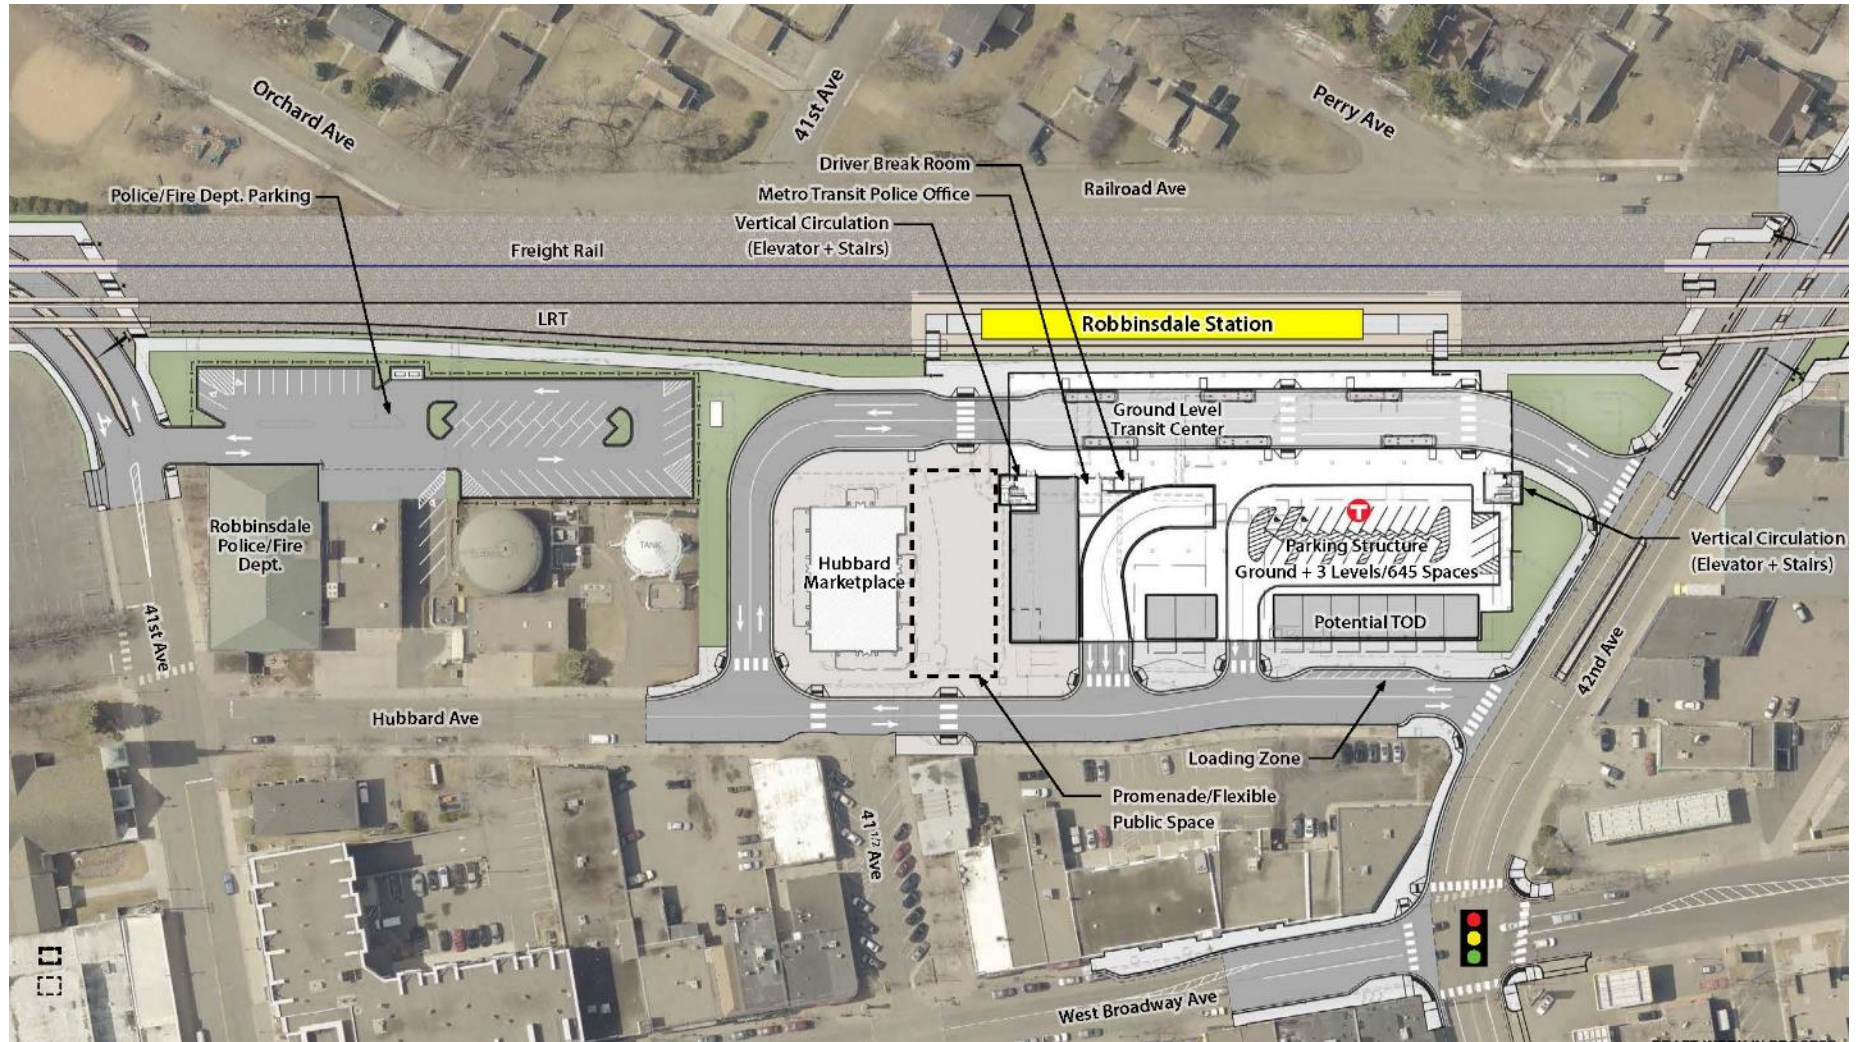 Orchard Ave
41st Ave
Perry Ave
Driver Break Room
Railroad Ave
Police/Fire Dept. Parking
Metro Transit Police Office
Vertical Circulation
(Elevator + Stairs)
Freight Rail
LRT
Robbinsdale Station
Ground Level
Transit Center
Robbinsdale
Police/Fire
Dept.
TANK
Hubbard
Marketplace
T
Parking Structure
Ground + 3 Levels/645 Spaces
Vertical Circulation
(Elevator + Stairs)
Potential TOD
41st Ave
42nd Ave
Hubbard Ave
Loading Zone
Promenade/Flexible
Public Space
41 1/2 Ave
West Broadway Ave